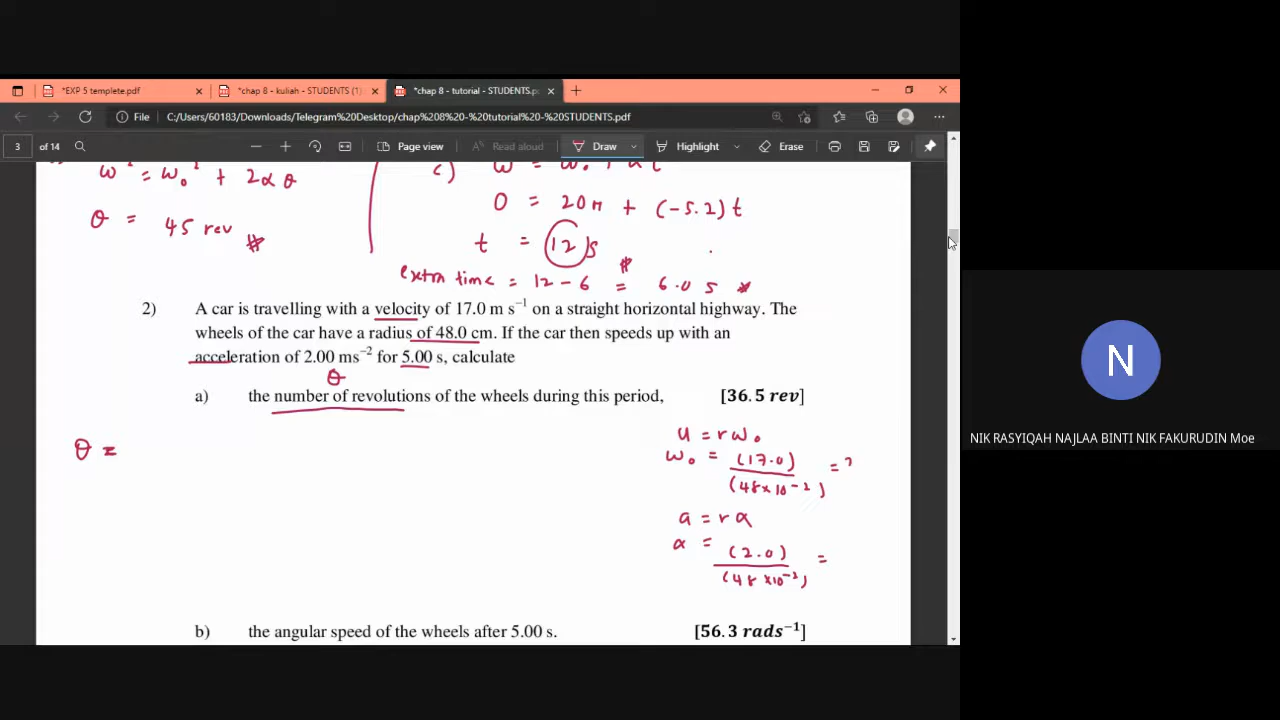 *EXP 5 templete.pdf
*chap 8 - kuliah - STUDENTS (1)
*chap 8 - tutorial - STUDENTS.p
File C:/Users/60183/Downloads/Telegram%20Desktop/chap%208%20-%20tutorial%20-%20STUDENTS.pdf
3 of 14 Page view Read aloud Draw Highlight Erase
ω² = ω₀² + 2αθ
θ = 45 rev #
c) ω = ω₀ + αt
0 = 20π + (-5.2)t
t = 12 s #
extra time = 12 - 6 = 6.0 s *
2) A car is travelling with a velocity of 17.0 m s⁻¹ on a straight horizontal highway. The
wheels of the car have a radius of 48.0 cm. If the car then speeds up with an
acceleration of 2.00 ms⁻² for 5.00 s, calculate
θ
a) the number of revolutions of the wheels during this period, [36.5 rev]
θ =
u = rω₀
ω₀ = (17.0) / (48×10⁻²) = ?
a = rα
α = (2.0) / (48×10⁻²) =
b) the angular speed of the wheels after 5.00 s. [56.3 rads⁻¹]
N
NIK RASYIQAH NAJLAA BINTI NIK FAKURUDIN Moe